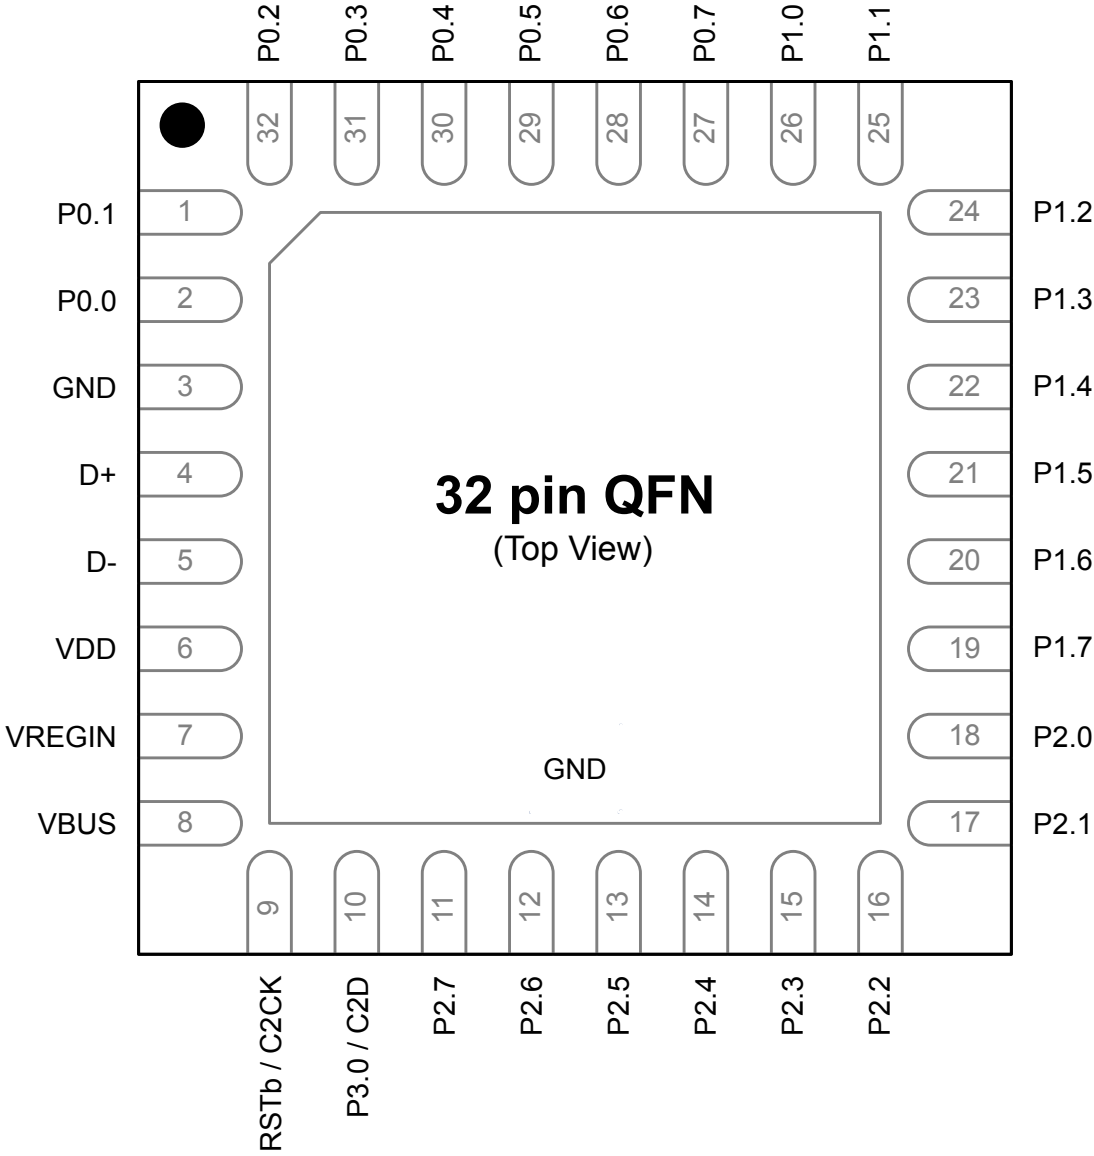 P0.2
P0.3
P0.4
P0.5
P0.6
P0.7
P1.0
P1.1
32
31
30
29
28
27
26
25
P0.1 1
24 P1.2
P0.0 2
23 P1.3
GND 3
22 P1.4
D+ 4
21 P1.5
32 pin QFN
(Top View)
D- 5
20 P1.6
VDD 6
19 P1.7
VREGIN 7
18 P2.0
GND
VBUS 8
17 P2.1
9
10
11
12
13
14
15
16
RSTb / C2CK
P3.0 / C2D
P2.7
P2.6
P2.5
P2.4
P2.3
P2.2